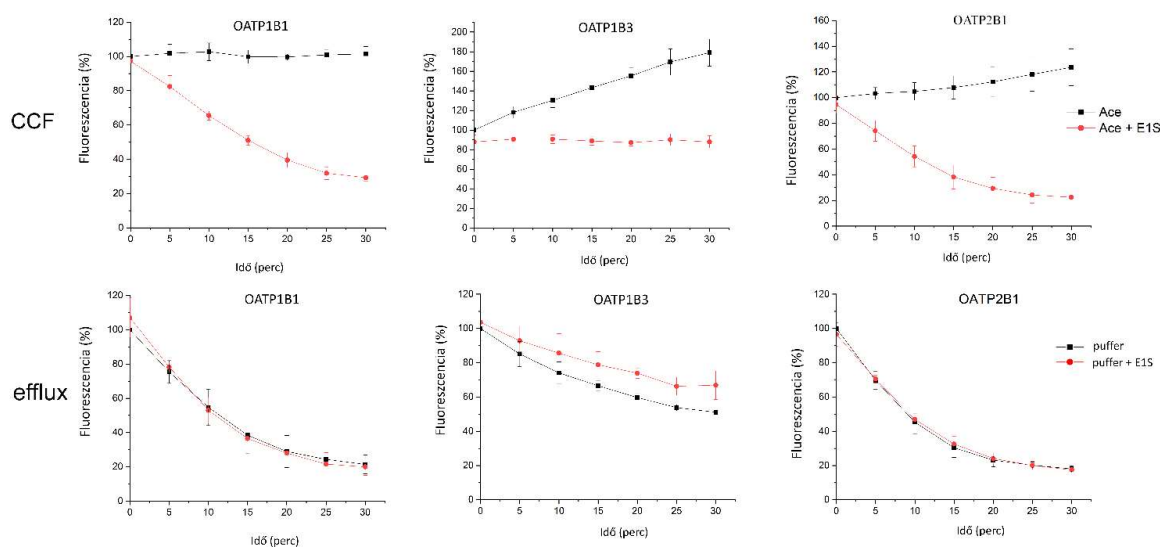 CCF
OATP1B1
Fluoreszcencia (%)
120
100
80
60
40
20
0
0 5 10 15 20 25 30
Idő (perc)
OATP1B3
Fluoreszcencia (%)
200
180
160
140
120
100
80
60
40
20
0
0 5 10 15 20 25 30
Idő (perc)
OATP2B1
Fluoreszcencia (%)
160
140
120
100
80
60
40
20
0
0 5 10 15 20 25 30
Idő (perc)
Ace
Ace + E1S
efflux
OATP1B1
Fluoreszcencia (%)
120
100
80
60
40
20
0
0 5 10 15 20 25 30
Idő (perc)
OATP1B3
Fluoreszcencia (%)
120
100
80
60
40
20
0
0 5 10 15 20 25 30
Idő (perc)
OATP2B1
Fluoreszcencia (%)
120
100
80
60
40
20
0
0 5 10 15 20 25 30
Idő (perc)
puffer
puffer + E1S